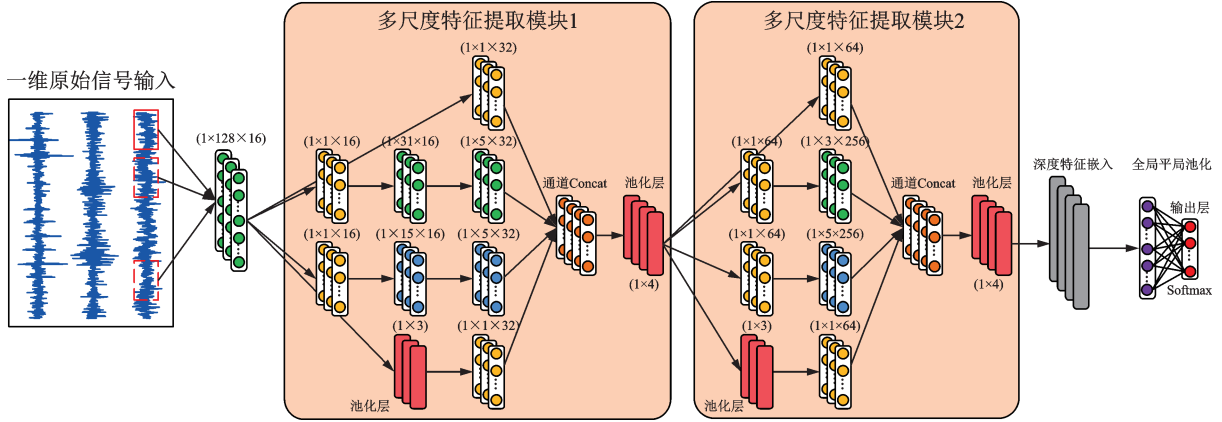 一维原始信号输入
(1×128×16)
多尺度特征提取模块1
(1×1×32)
(1×1×16)
(1×31×16)
(1×5×32)
(1×1×16)
(1×15×16)
(1×5×32)
(1×3)
(1×1×32)
池化层
通道Concat
池化层
(1×4)
多尺度特征提取模块2
(1×1×64)
(1×1×64)
(1×3×256)
(1×1×64)
(1×5×256)
(1×3)
(1×1×64)
池化层
通道Concat
池化层
(1×4)
深度特征嵌入
全局平局池化
输出层
Softmax